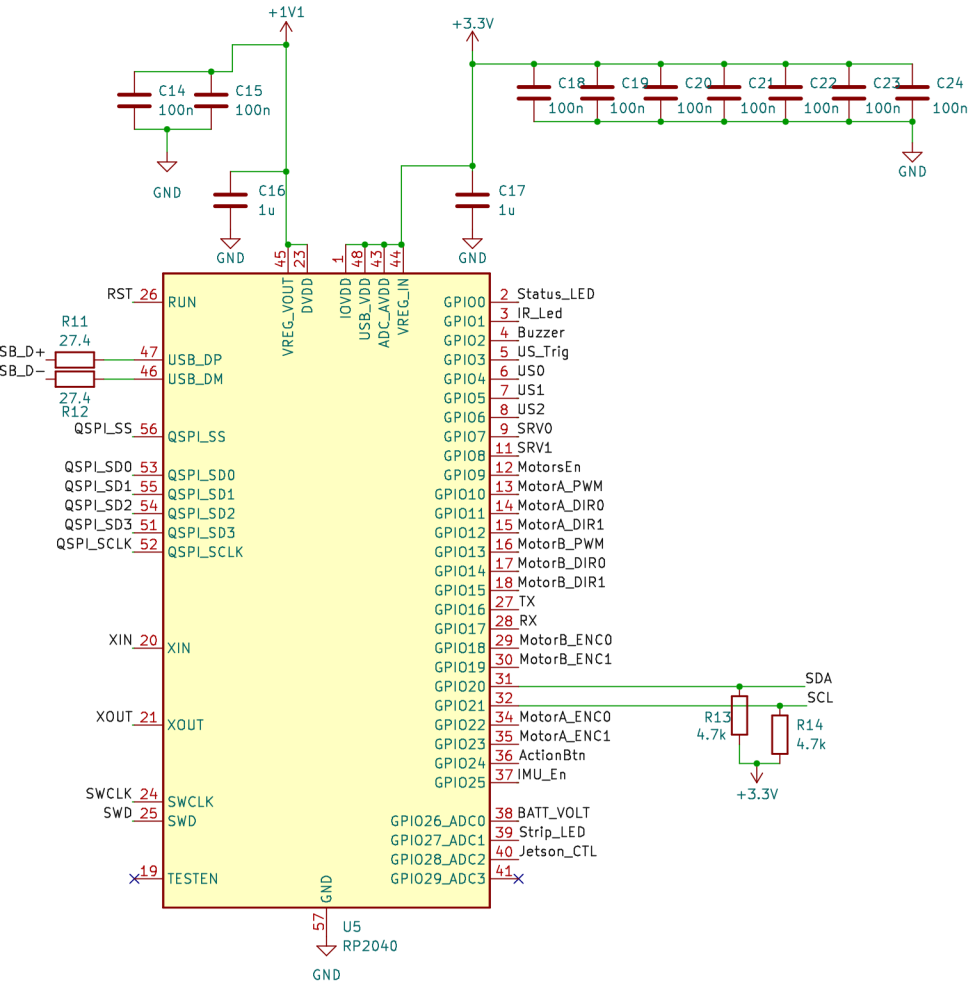 +1V1
+3.3V
C14
100n
C15
100n
GND
C16
1u
GND
C17
1u
GND
C18
100n
C19
100n
C20
100n
C21
100n
C22
100n
C23
100n
C24
100n
GND
45 VREG_VOUT
23 DVDD
1 IOVDD
48 USB_VDD
43 ADC_AVDD
44 VREG_IN
RST 26 RUN
R11
27.4
SB_D+ 47 USB_DP
SB_D- 46 USB_DM
27.4
R12
QSPI_SS 56 QSPI_SS
QSPI_SD0 53 QSPI_SD0
QSPI_SD1 55 QSPI_SD1
QSPI_SD2 54 QSPI_SD2
QSPI_SD3 51 QSPI_SD3
QSPI_SCLK 52 QSPI_SCLK
XIN 20 XIN
XOUT 21 XOUT
SWCLK 24 SWCLK
SWD 25 SWD
19 TESTEN
GPIO0 2 Status_LED
GPIO1 3 IR_Led
GPIO2 4 Buzzer
GPIO3 5 US_Trig
GPIO4 6 US0
GPIO5 7 US1
GPIO6 8 US2
GPIO7 9 SRV0
GPIO8 11 SRV1
GPIO9 12 MotorsEn
GPIO10 13 MotorA_PWM
GPIO11 14 MotorA_DIR0
GPIO12 15 MotorA_DIR1
GPIO13 16 MotorB_PWM
GPIO14 17 MotorB_DIR0
GPIO15 18 MotorB_DIR1
GPIO16 27 TX
GPIO17 28 RX
GPIO18 29 MotorB_ENC0
GPIO19 30 MotorB_ENC1
GPIO20 31 SDA
GPIO21 32 SCL
GPIO22 34 MotorA_ENC0
GPIO23 35 MotorA_ENC1
GPIO24 36 ActionBtn
GPIO25 37 IMU_En
GPIO26_ADC0 38 BATT_VOLT
GPIO27_ADC1 39 Strip_LED
GPIO28_ADC2 40 Jetson_CTL
GPIO29_ADC3 41
R13
4.7k
R14
4.7k
+3.3V
GND
57
U5
RP2040
GND